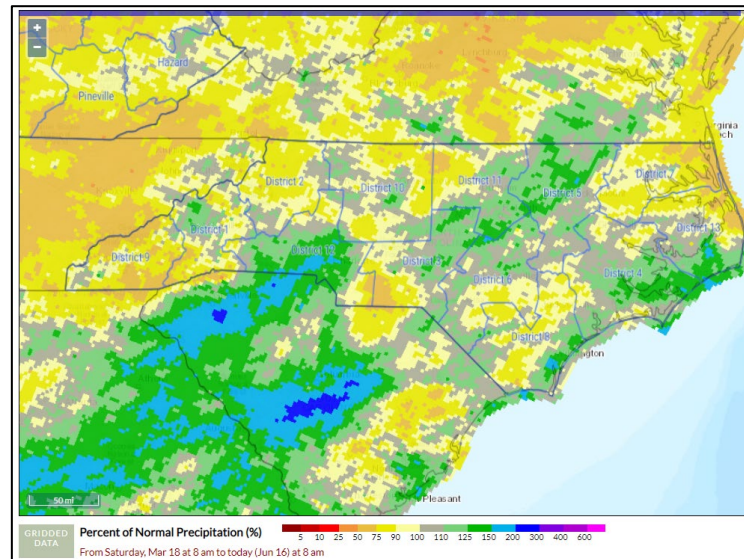 +
−
Hazard
Pineville
Virginia
District 2
District 10
District 11
District 5
District 7
District 1
District 13
District 9
District 12
District 3
District 6
District 4
District 8
ngton
50 mi
Pleasant
GRIDDED
DATA
Percent of Normal Precipitation (%)
5 10 25 50 75 90 100 110 125 150 200 300 400 600
From Saturday, Mar 18 at 8 am to today (Jun 16) at 8 am